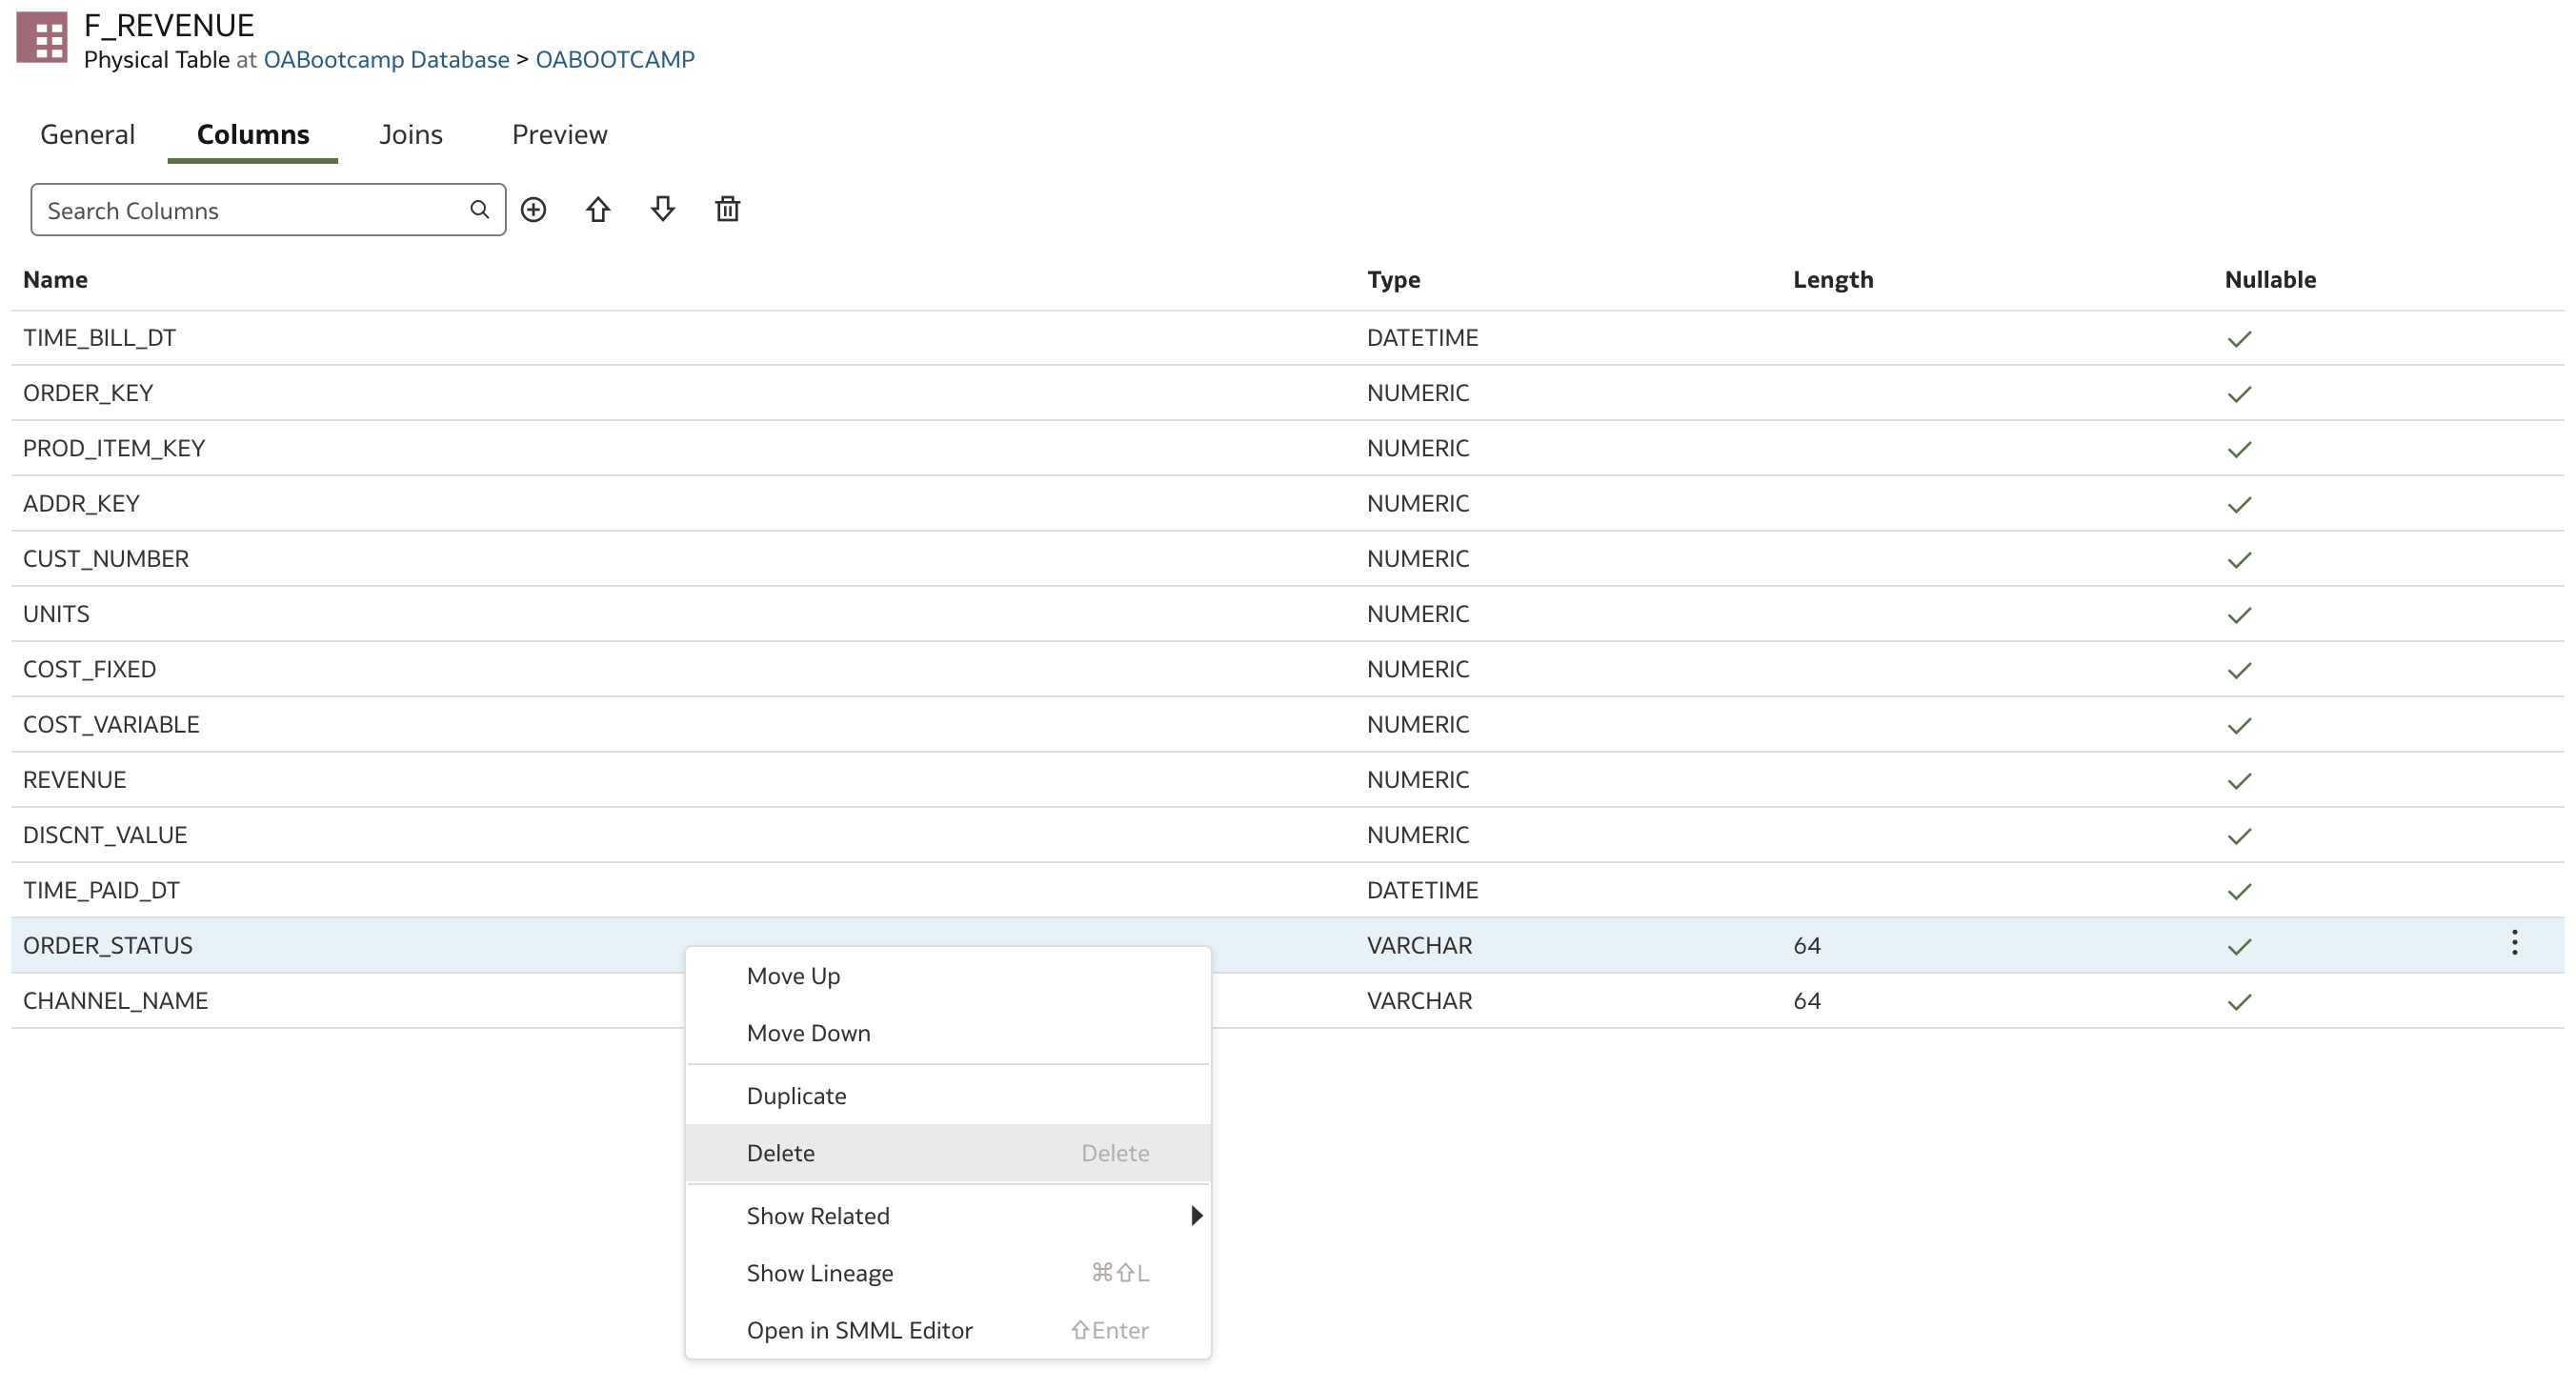 F_REVENUE
Physical Table at OABootcamp Database > OABOOTCAMP
General Columns Joins Preview
Search Columns
Name Type Length Nullable
TIME_BILL_DT DATETIME
ORDER_KEY NUMERIC
PROD_ITEM_KEY NUMERIC
ADDR_KEY NUMERIC
CUST_NUMBER NUMERIC
UNITS NUMERIC
COST_FIXED NUMERIC
COST_VARIABLE NUMERIC
REVENUE NUMERIC
DISCNT_VALUE NUMERIC
TIME_PAID_DT DATETIME
ORDER_STATUS VARCHAR 64
CHANNEL_NAME VARCHAR 64
Move Up
Move Down
Duplicate
Delete Delete
Show Related
Show Lineage ⌘⇧L
Open in SMML Editor ⇧Enter